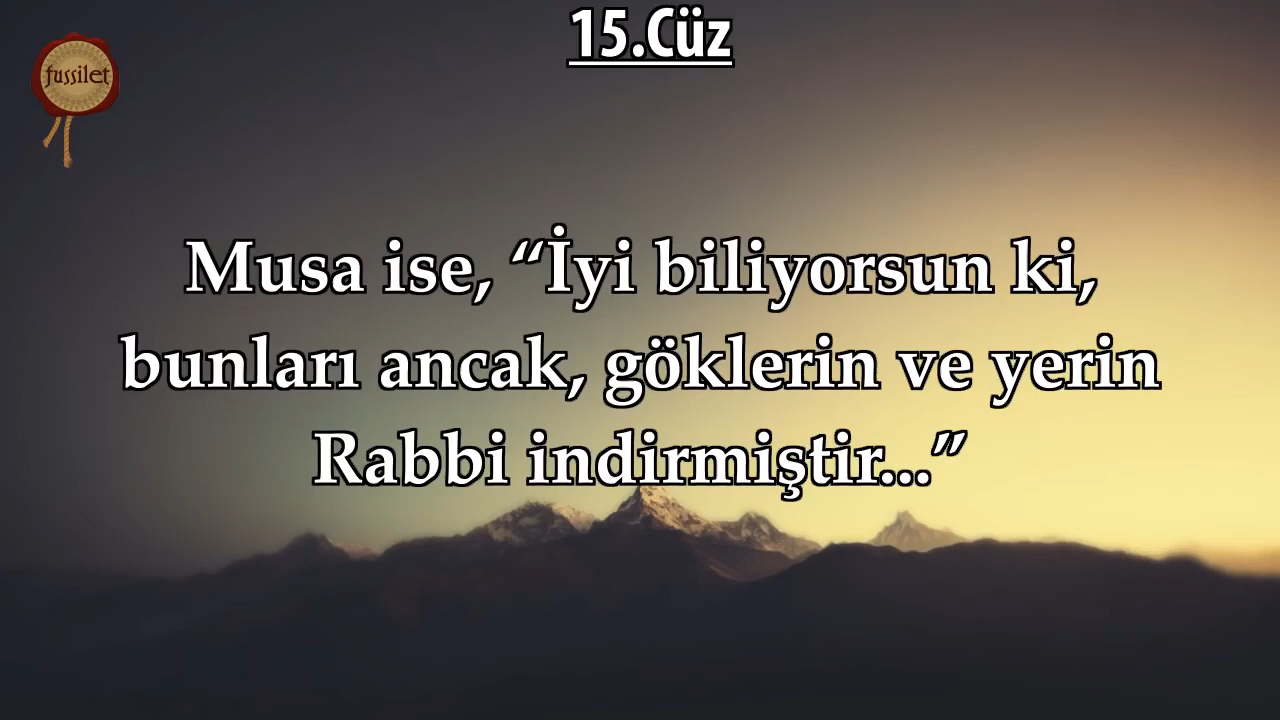 15.Cüz
fussilet
Musa ise, “İyi biliyorsun ki,
bunları ancak, göklerin ve yerin
Rabbi indirmiştir...”